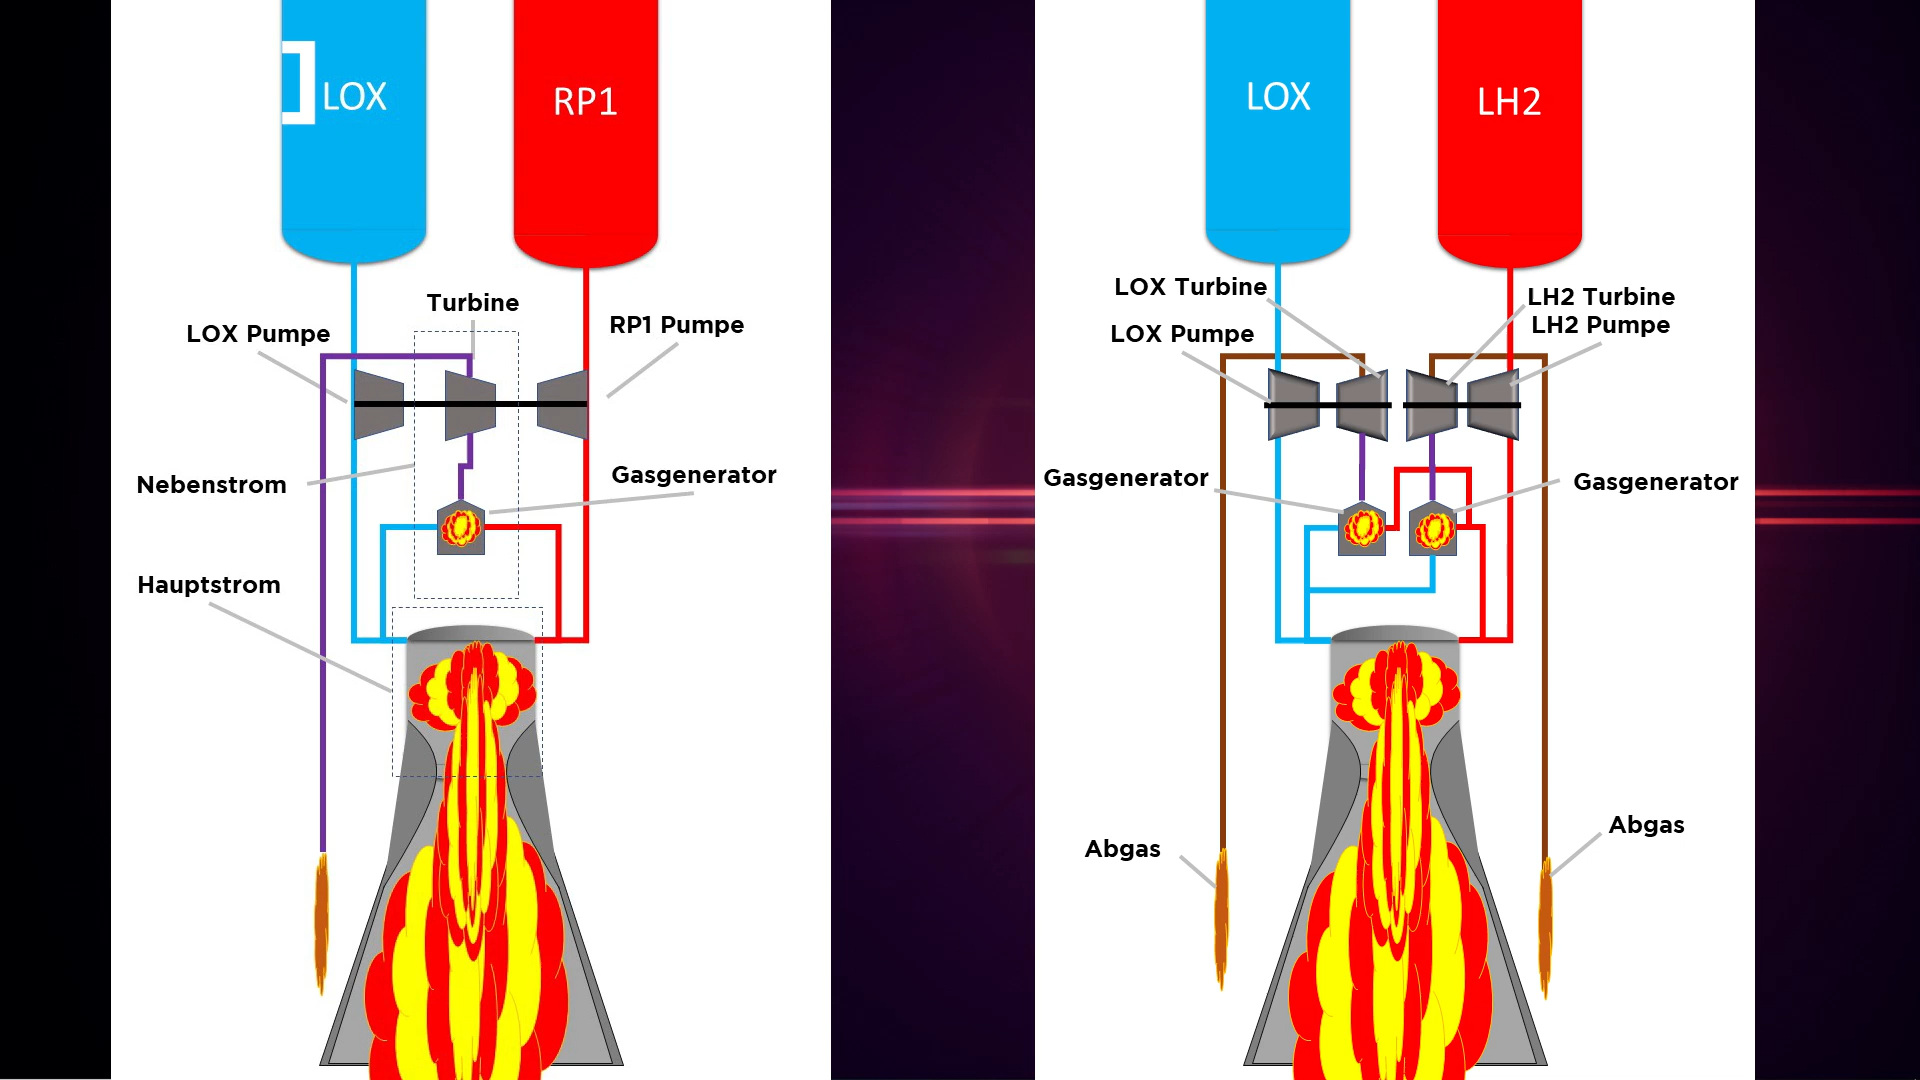 LOX
RP1
Turbine
LOX Pumpe
RP1 Pumpe
Nebenstrom
Gasgenerator
Hauptstrom
LOX
LH2
LOX Turbine
LH2 Turbine
LOX Pumpe
LH2 Pumpe
Gasgenerator
Gasgenerator
Abgas
Abgas